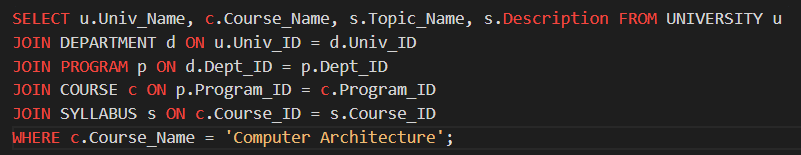 SELECT u.Univ_Name, c.Course_Name, s.Topic_Name, s.Description FROM UNIVERSITY u
JOIN DEPARTMENT d ON u.Univ_ID = d.Univ_ID
JOIN PROGRAM p ON d.Dept_ID = p.Dept_ID
JOIN COURSE c ON p.Program_ID = c.Program_ID
JOIN SYLLABUS s ON c.Course_ID = s.Course_ID
WHERE c.Course_Name = 'Computer Architecture';